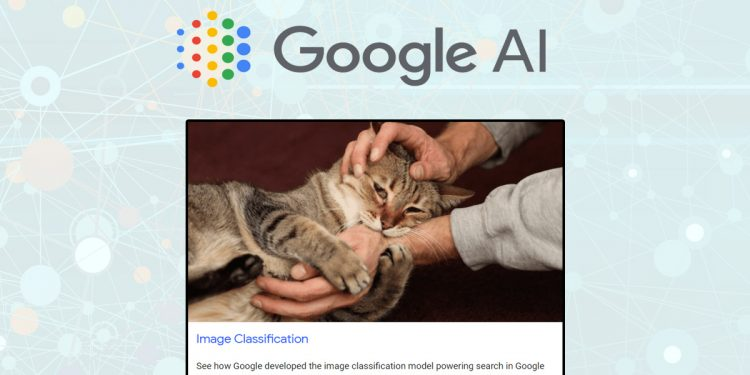 Google AI
Image Classification
See how Google developed the image classification model powering search in Google